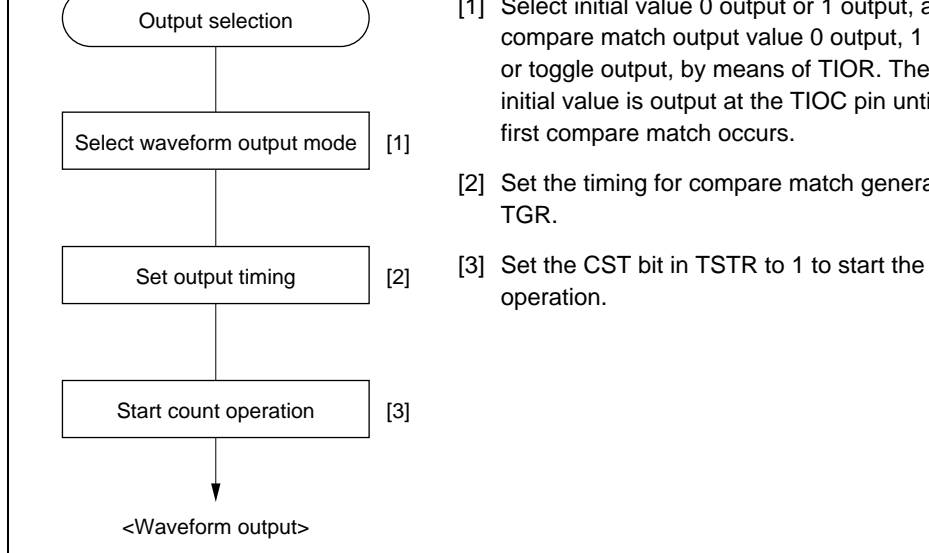 Output selection
Select waveform output mode [1]
Set output timing [2]
Start count operation [3]
<Waveform output>
[1] Select initial value 0 output or 1 output,
compare match output value 0 output, 1
or toggle output, by means of TIOR. The
initial value is output at the TIOC pin
first compare match occurs.
[2] Set the timing for compare match
TGR.
[3] Set the CST bit in TSTR to 1 to start the
operation.